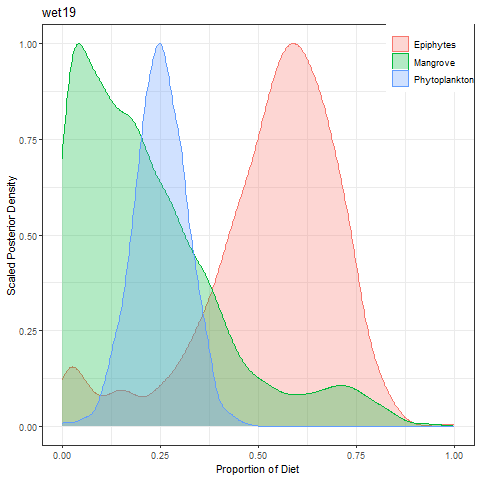 wet19
Epiphytes
Mangrove
Phytoplankton
1.00
0.75
0.50
0.25
0.00
Scaled Posterior Density
0.00 0.25 0.50 0.75 1.00
Proportion of Diet